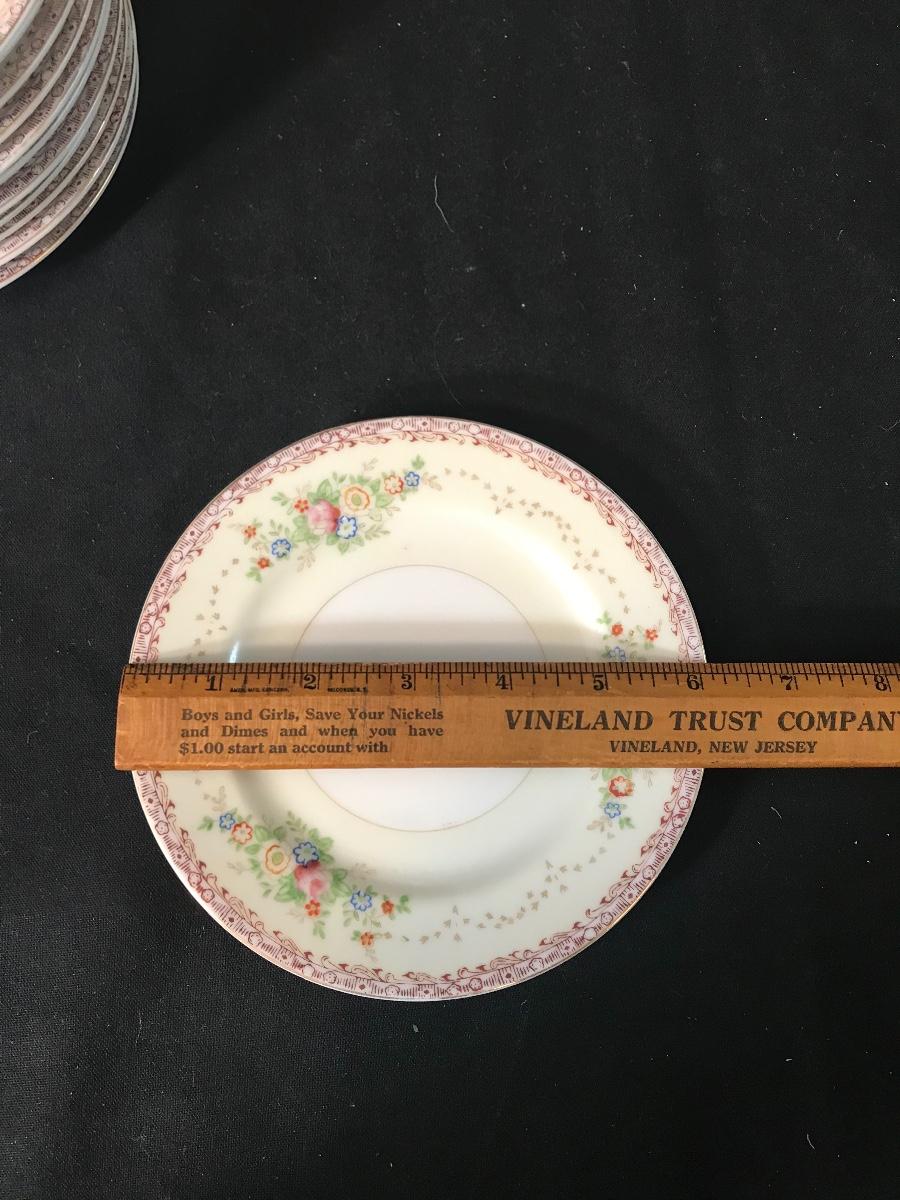 1 2 3 4 5 6 7 8
Boys and Girls, Save Your Nickels
and Dimes and when you have
$1.00 start an account with
VINELAND TRUST COMPANY
VINELAND, NEW JERSEY